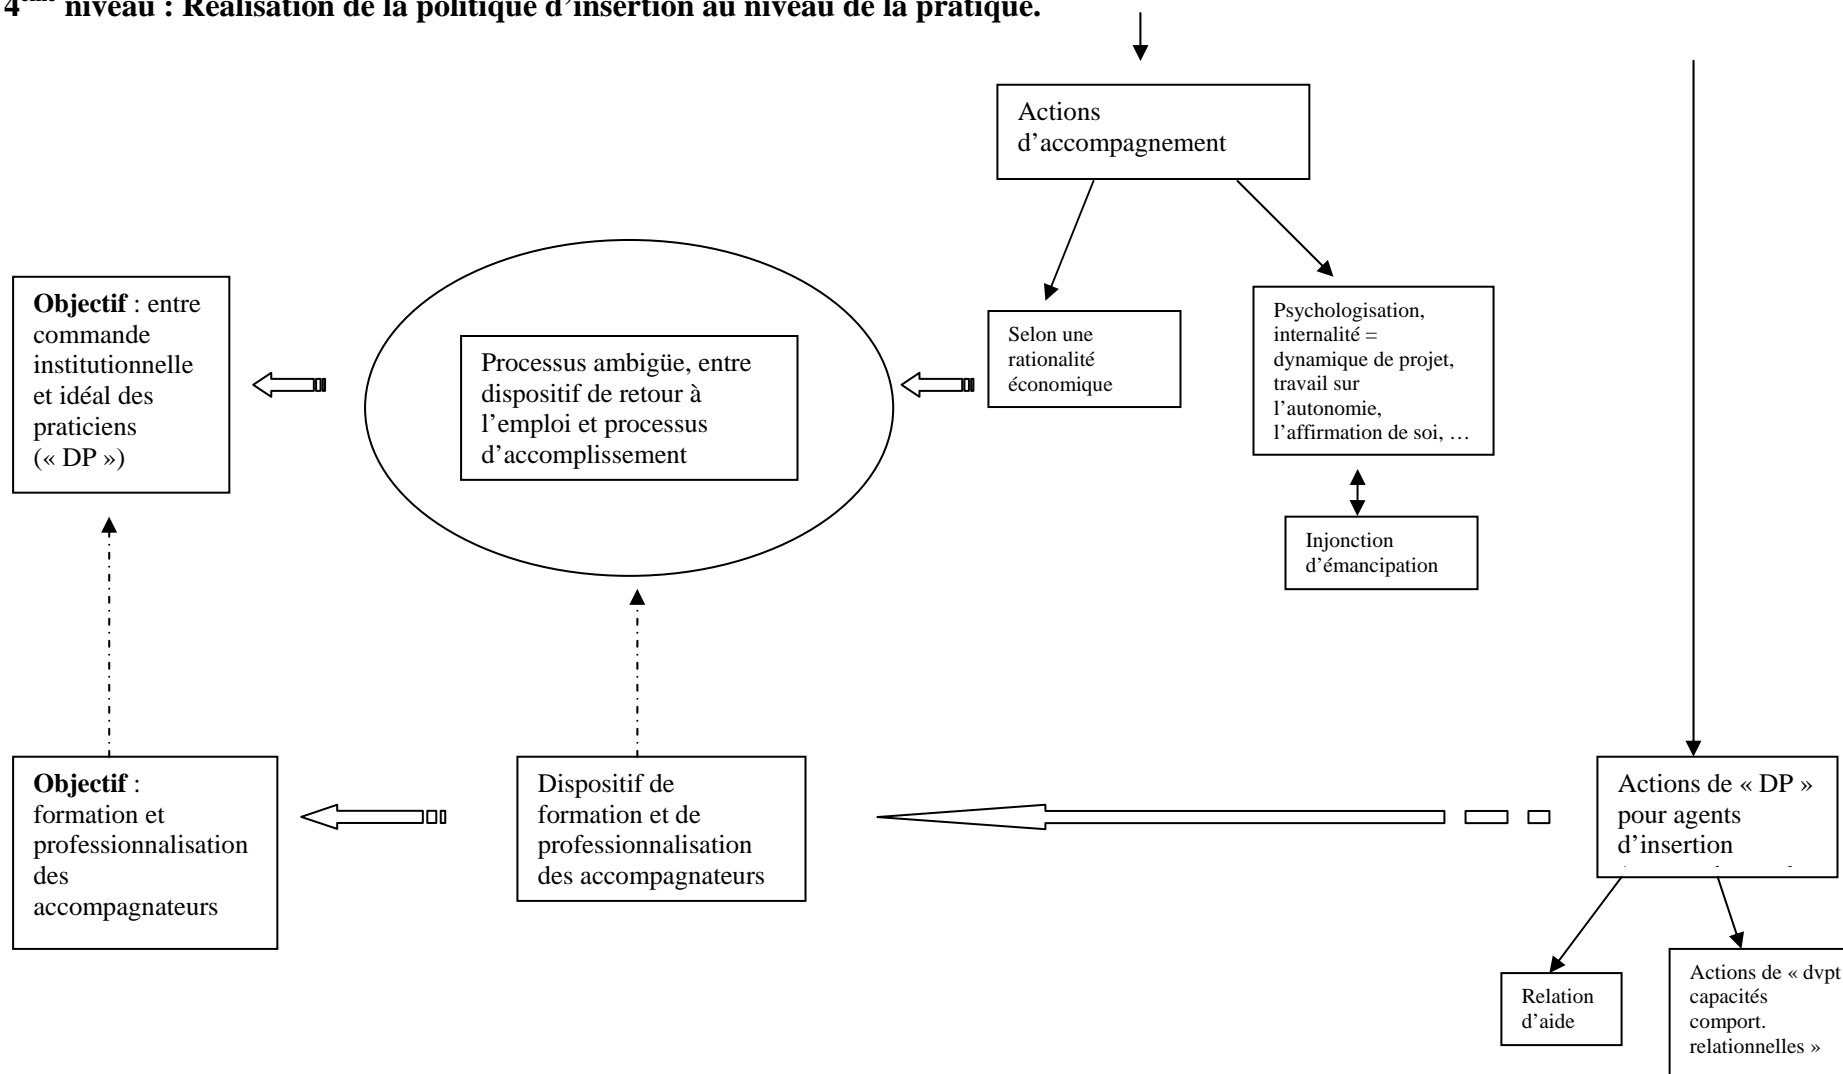 4ème niveau : Réalisation de la politique d’insertion au niveau de la pratique.
Actions
d’accompagnement
Objectif : entre
commande
institutionnelle
et idéal des
praticiens
(« DP »)
Processus ambigüe, entre
dispositif de retour à
l’emploi et processus
d’accomplissement
Selon une
rationalité
économique
Psychologisation,
internalité =
dynamique de projet,
travail sur
l’autonomie,
l’affirmation de soi, …
Injonction
d’émancipation
Objectif :
formation et
professionnalisation
des
accompagnateurs
Dispositif de
formation et de
professionnalisation
des accompagnateurs
Actions de « DP »
pour agents
d’insertion
Relation
d’aide
Actions de « dvpt
capacités
comport.
relationnelles »